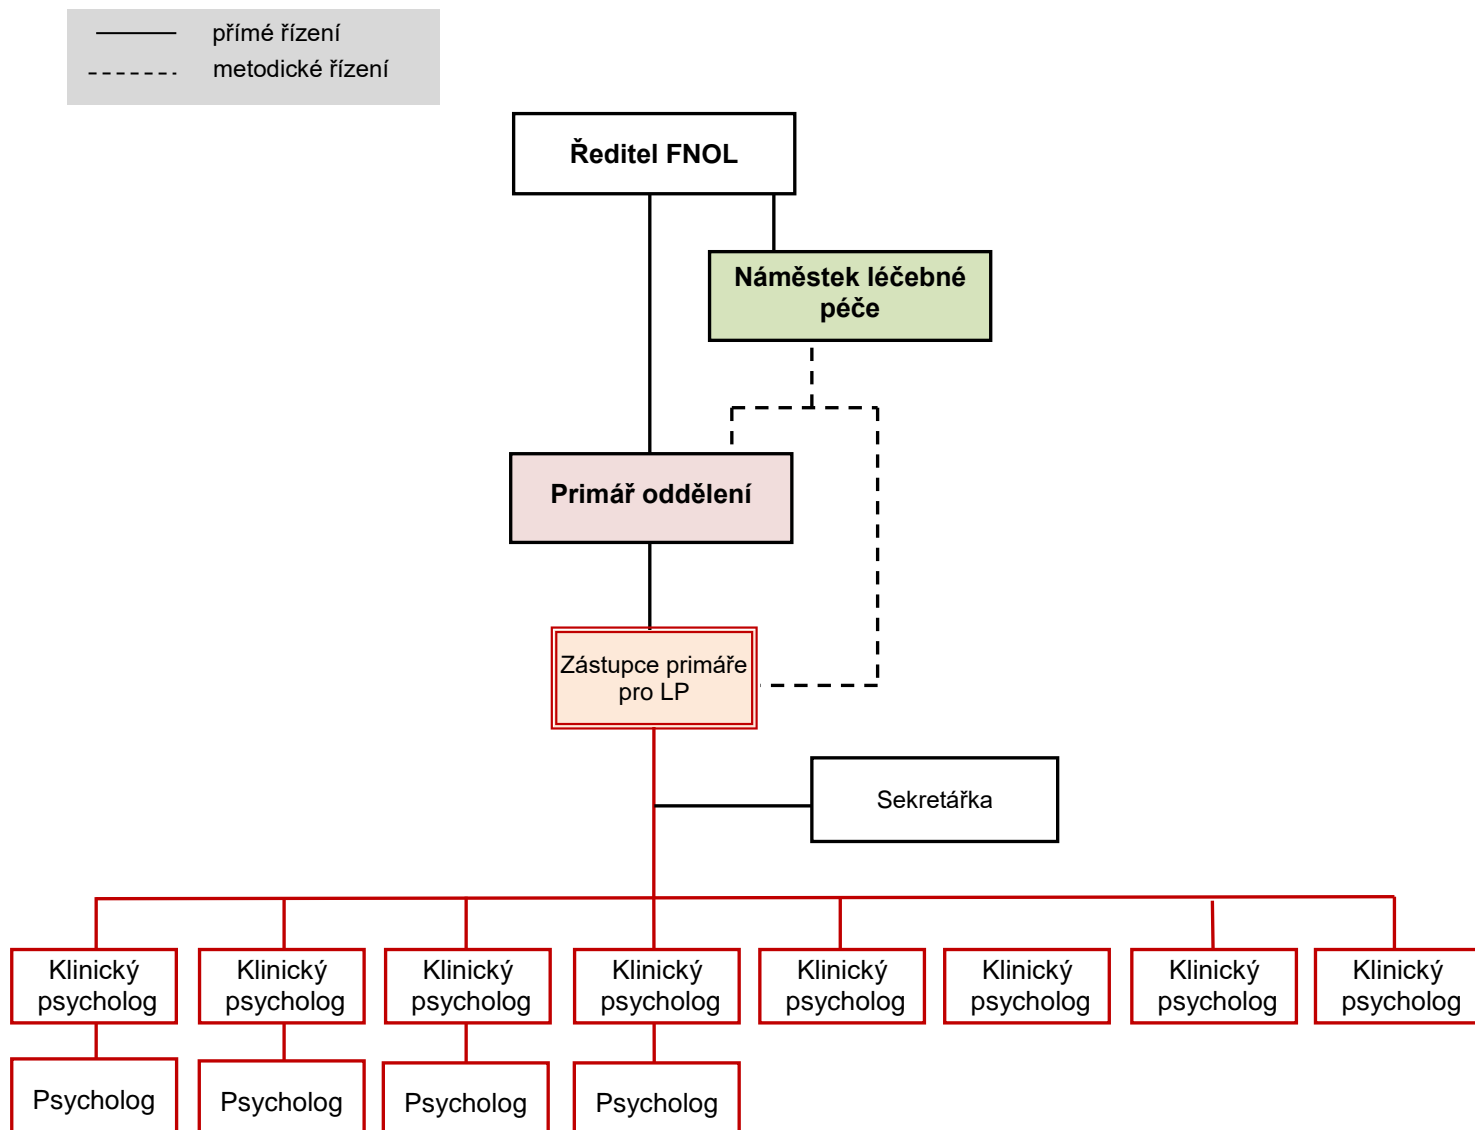 přímé řízení
metodické řízení
Ředitel FNOL
Náměstek léčebné
péče
Primář oddělení
Zástupce primáře
pro LP
Sekretářka
Klinický
psycholog
Klinický
psycholog
Klinický
psycholog
Klinický
psycholog
Klinický
psycholog
Klinický
psycholog
Klinický
psycholog
Klinický
psycholog
Psycholog
Psycholog
Psycholog
Psycholog